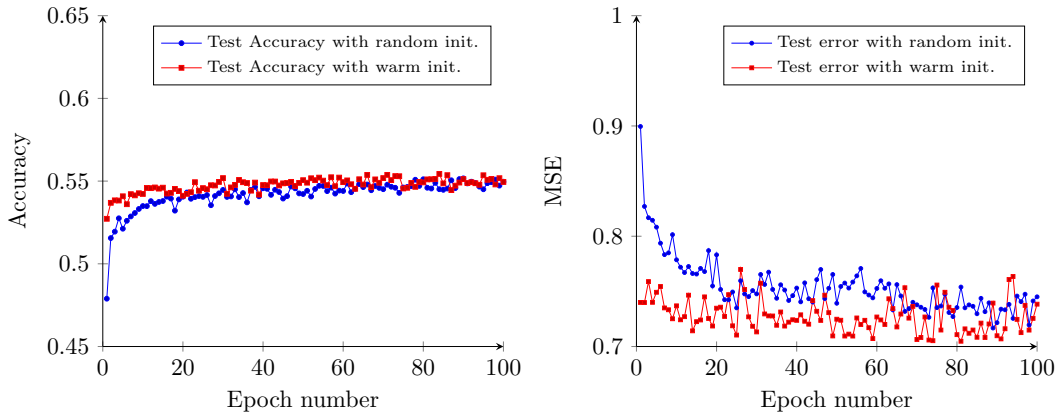 0.65
0.6
0.55
0.5
0.45
0
20
40
60
80
100
Accuracy
Epoch number
Test Accuracy with random init.
Test Accuracy with warm init.
1
0.9
0.8
0.7
0
20
40
60
80
100
MSE
Epoch number
Test error with random init.
Test error with warm init.